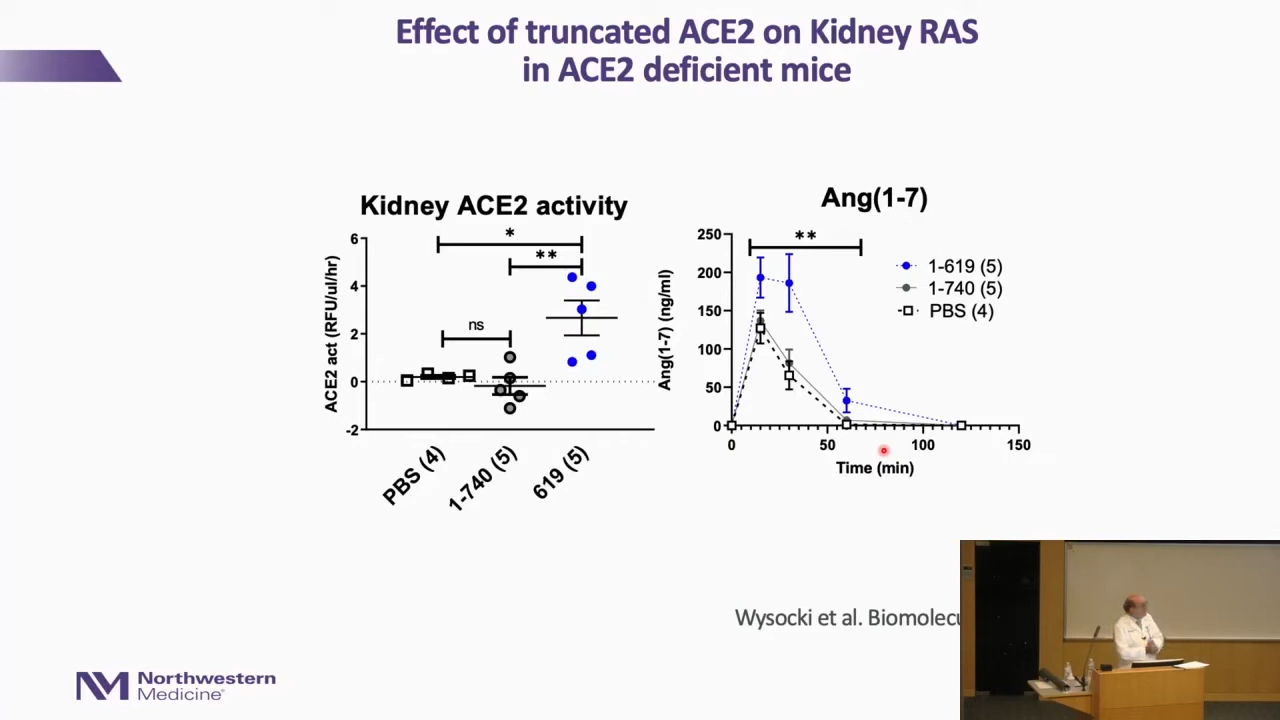 Effect of truncated ACE2 on Kidney RAS
in ACE2 deficient mice
Kidney ACE2 activity
ACE2 act (RFU/ul/hr)
6
4
2
0
-2
*
**
ns
PBS (4)
1-740 (5)
619 (5)
Ang(1-7)
Ang(1-7) (ng/ml)
250
200
150
100
50
0
**
1-619 (5)
1-740 (5)
PBS (4)
0
50
100
150
Time (min)
Wysocki et al. Biomolecu
Northwestern
Medicine®